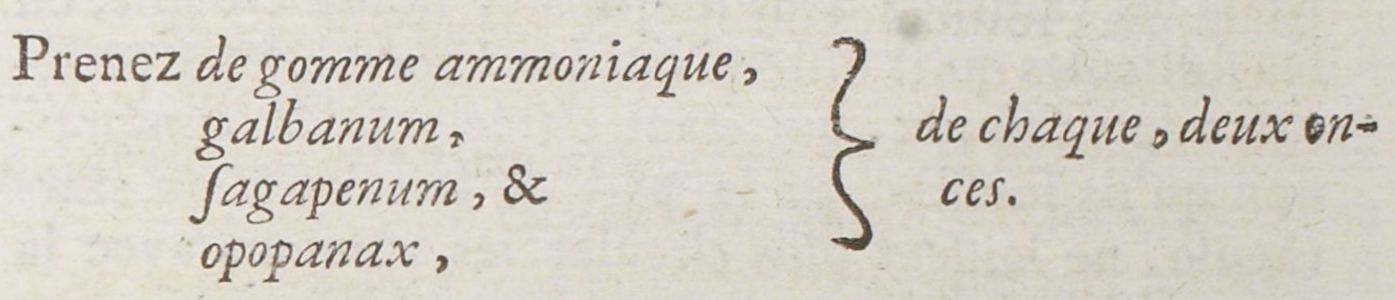 Prenez de gomme ammoniaque,
galbanum,
ſagapenum, &
opopanax,
de chaque, deux on-
ces.